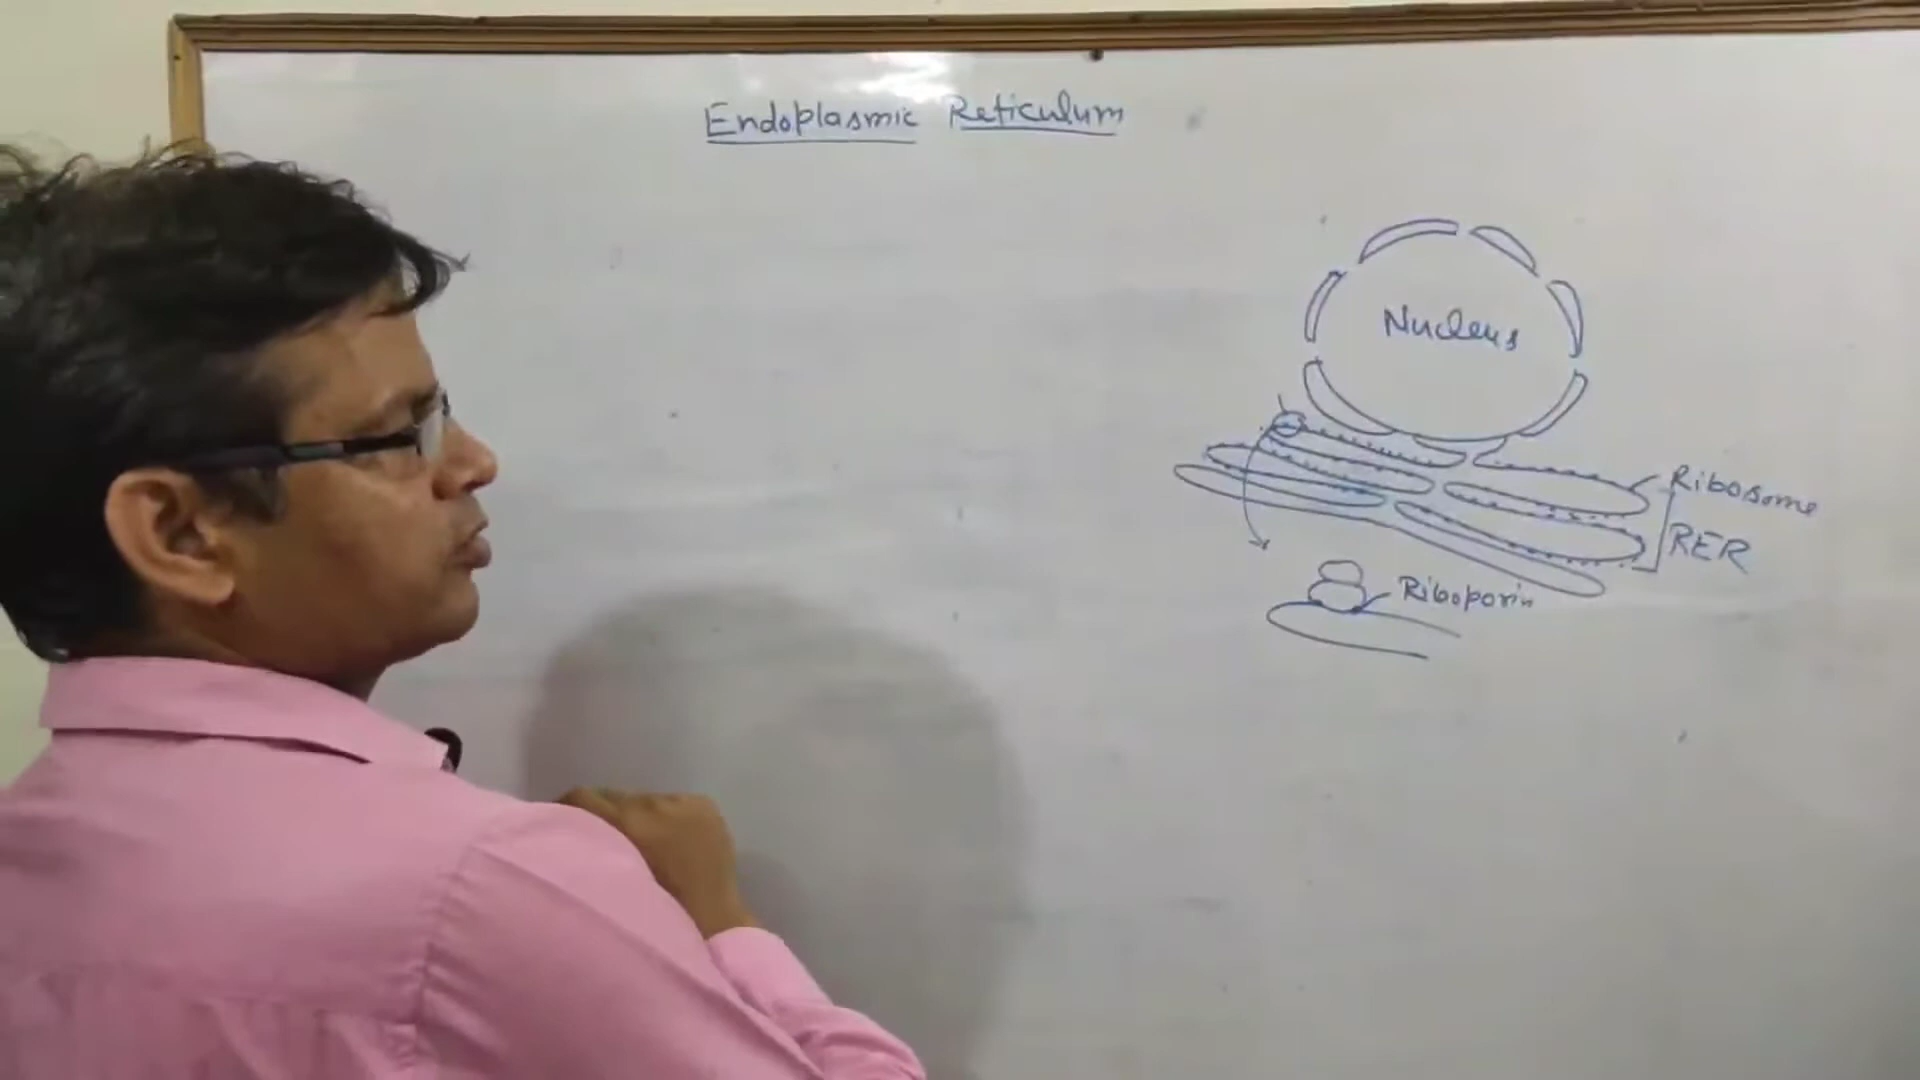 Endoplasmic Reticulum
Nucleus
Ribosome
RER
Riboporin